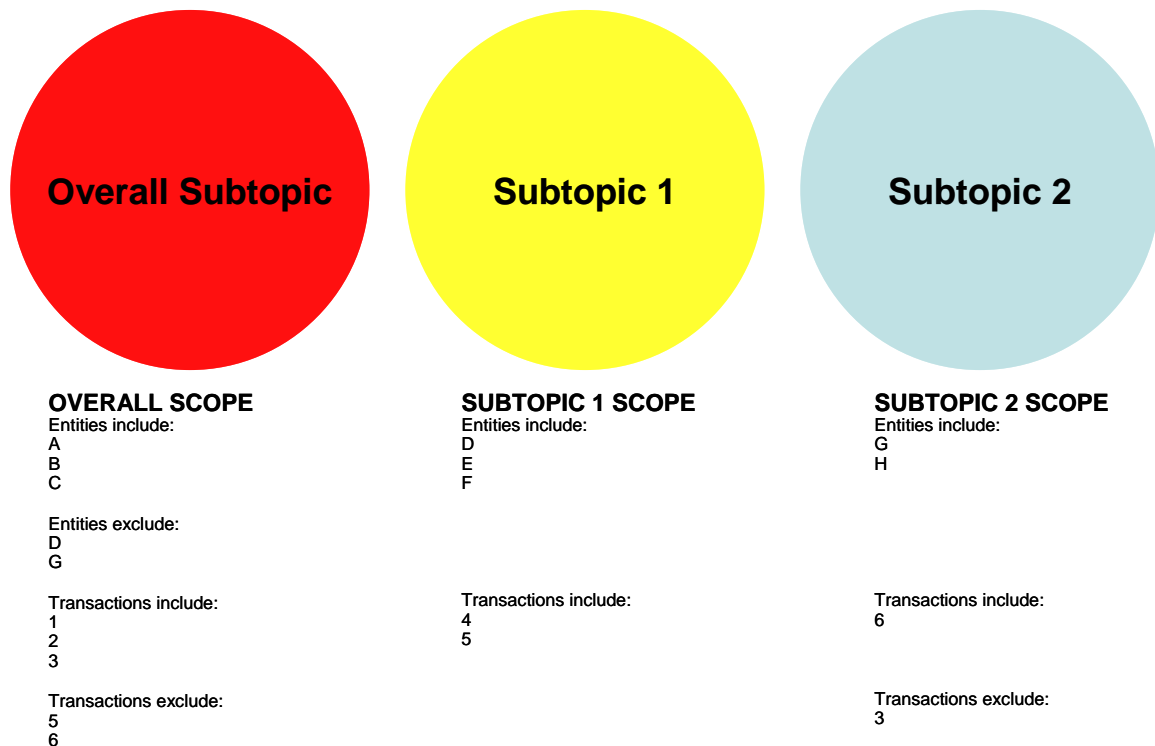 Overall Subtopic
Subtopic 1
Subtopic 2
OVERALL SCOPE
Entities include:
A
B
C
Entities exclude:
D
G
Transactions include:
1
2
3
Transactions exclude:
5
6
SUBTOPIC 1 SCOPE
Entities include:
D
E
F
Transactions include:
4
5
SUBTOPIC 2 SCOPE
Entities include:
G
H
Transactions include:
6
Transactions exclude:
3